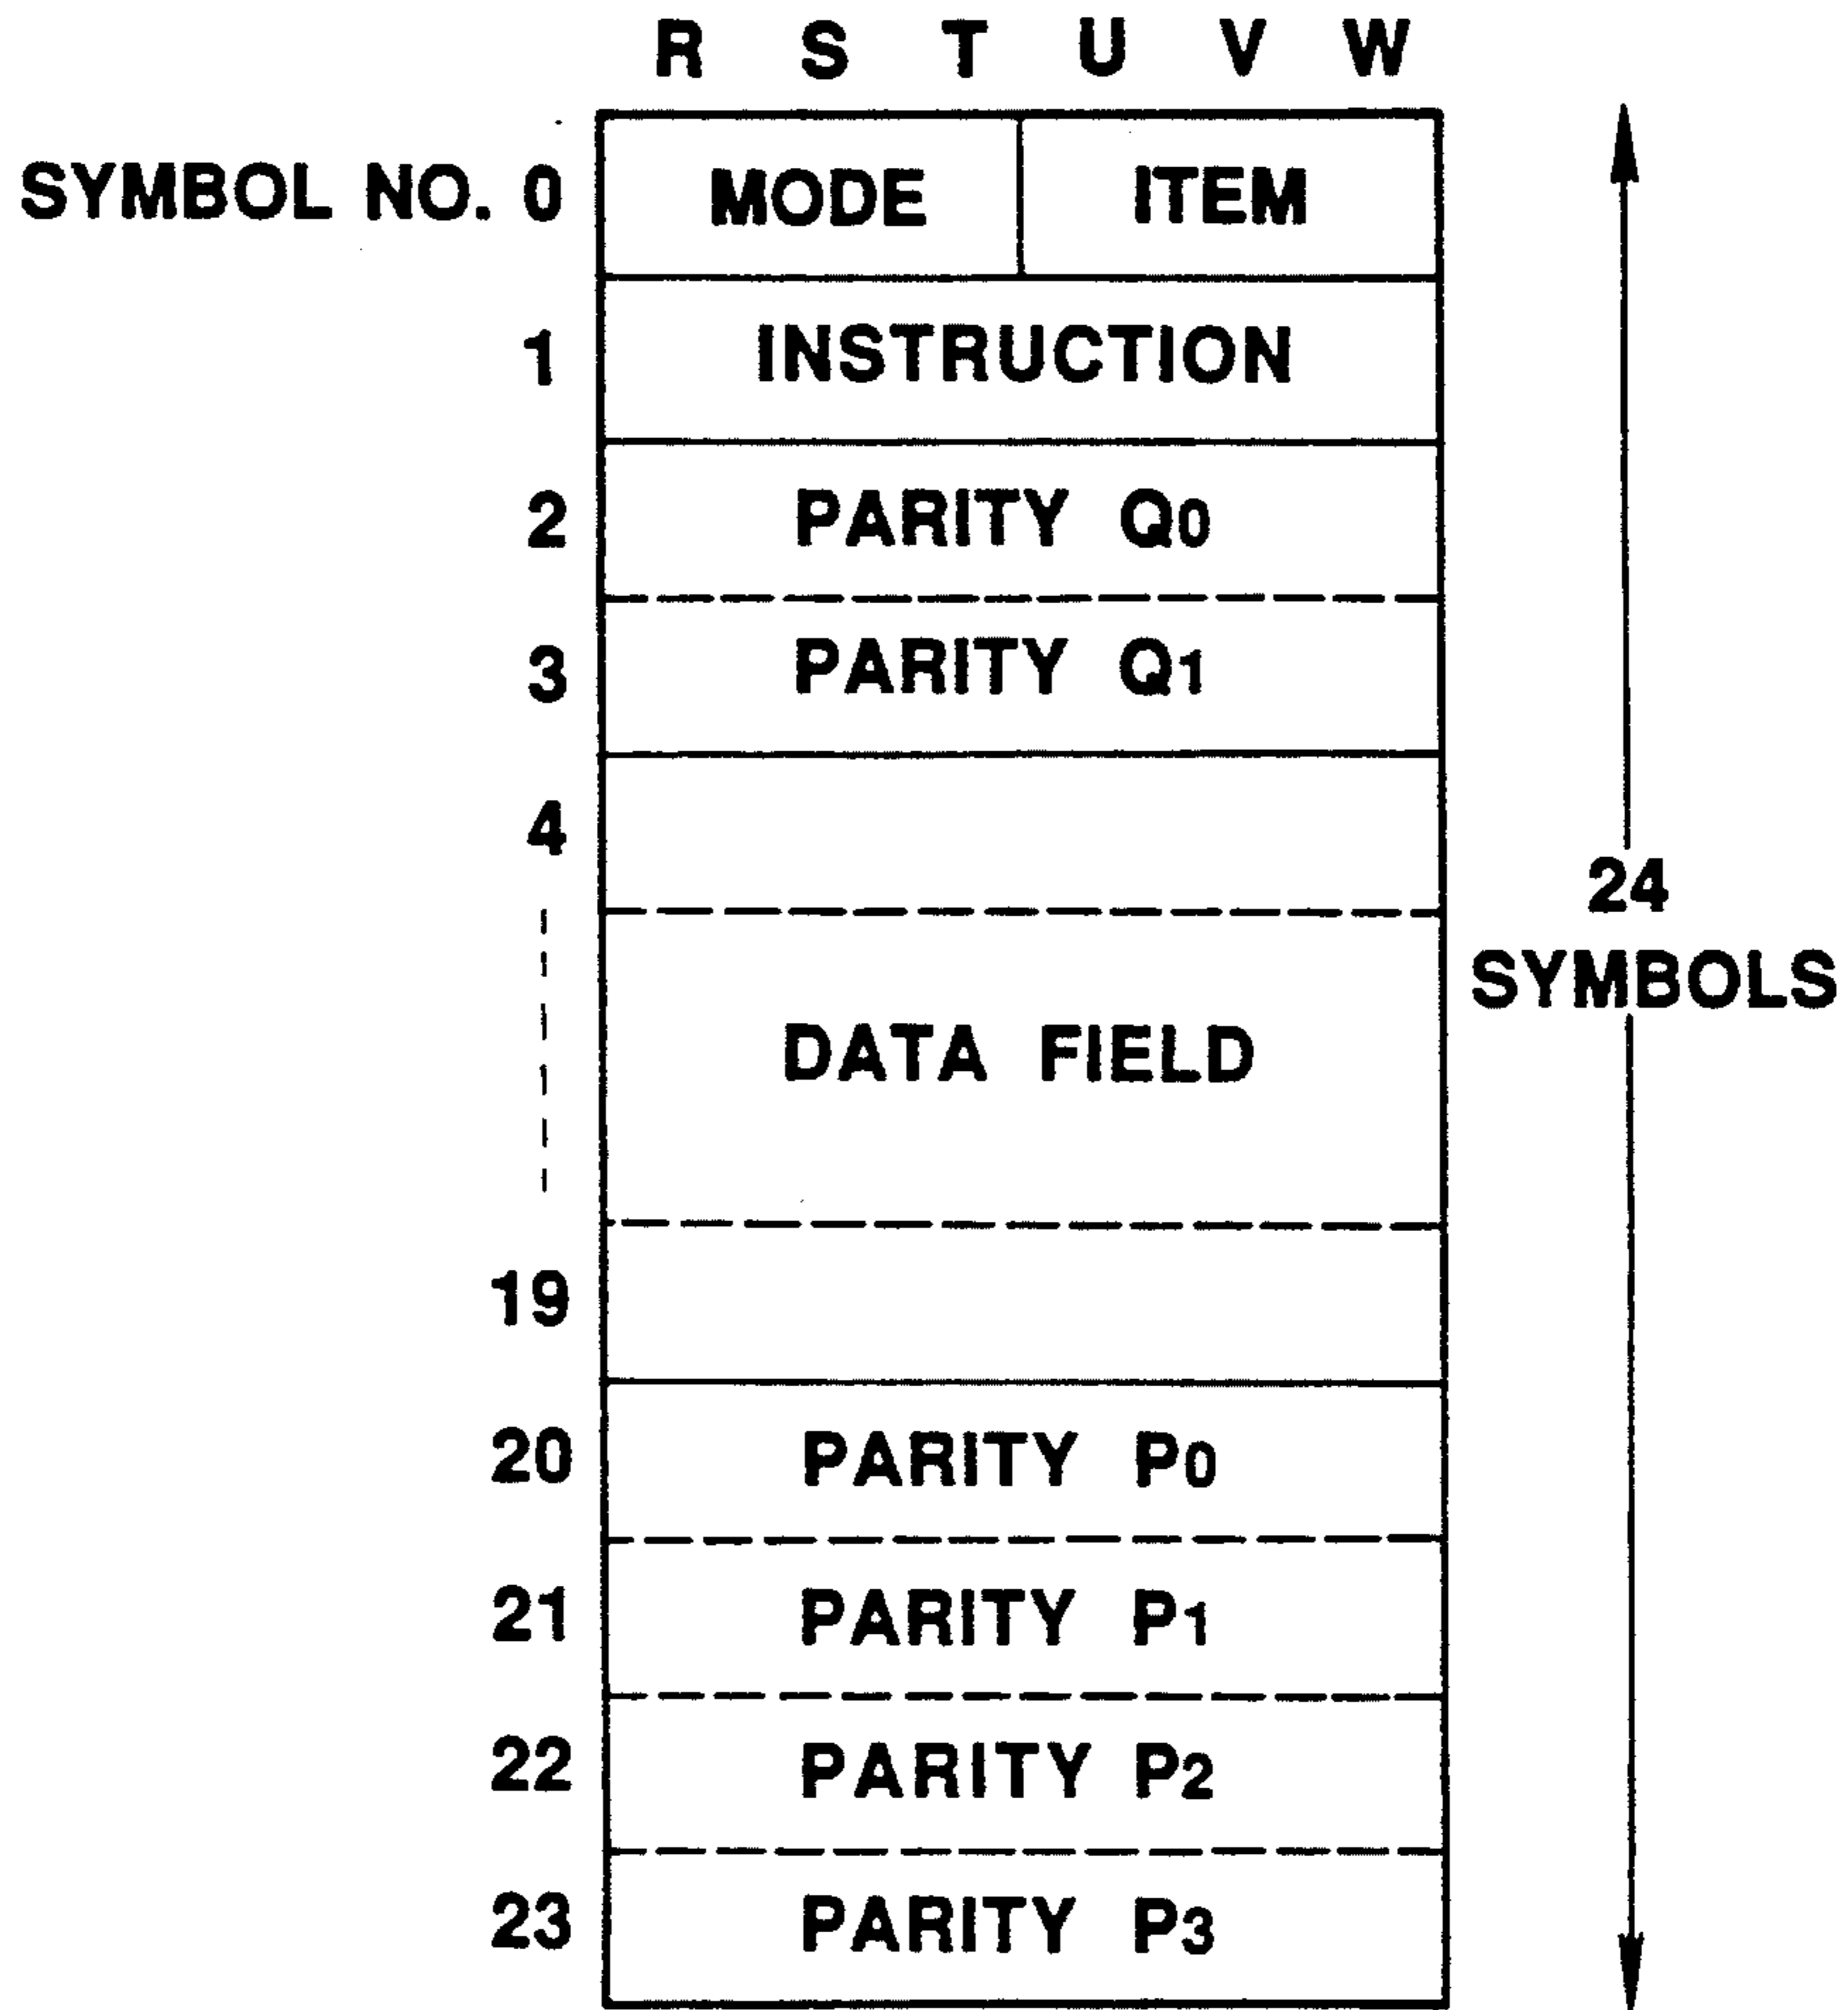 R S T U V W
SYMBOL NO. 0 MODE ITEM
1 INSTRUCTION
2 PARITY Q0
3 PARITY Q1
4
24
SYMBOLS
DATA FIELD
19
20 PARITY P0
21 PARITY P1
22 PARITY P2
23 PARITY P3